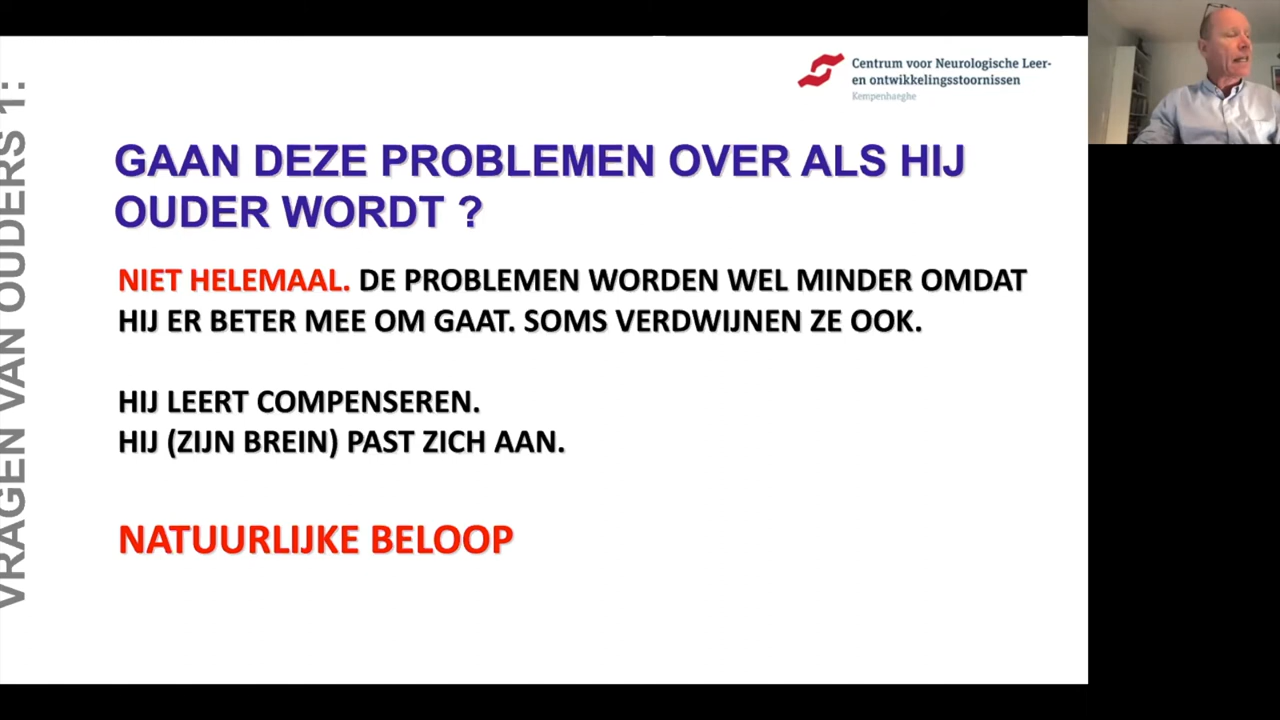 VRAGEN VAN OUDERS 1:
Centrum voor Neurologische Leer-
en ontwikkelingsstoornissen
Kempenhaeghe
GAAN DEZE PROBLEMEN OVER ALS HIJ
OUDER WORDT ?
NIET HELEMAAL. DE PROBLEMEN WORDEN WEL MINDER OMDAT
HIJ ER BETER MEE OM GAAT. SOMS VERDWIJNEN ZE OOK.
HIJ LEERT COMPENSEREN.
HIJ (ZIJN BREIN) PAST ZICH AAN.
NATUURLIJKE BELOOP